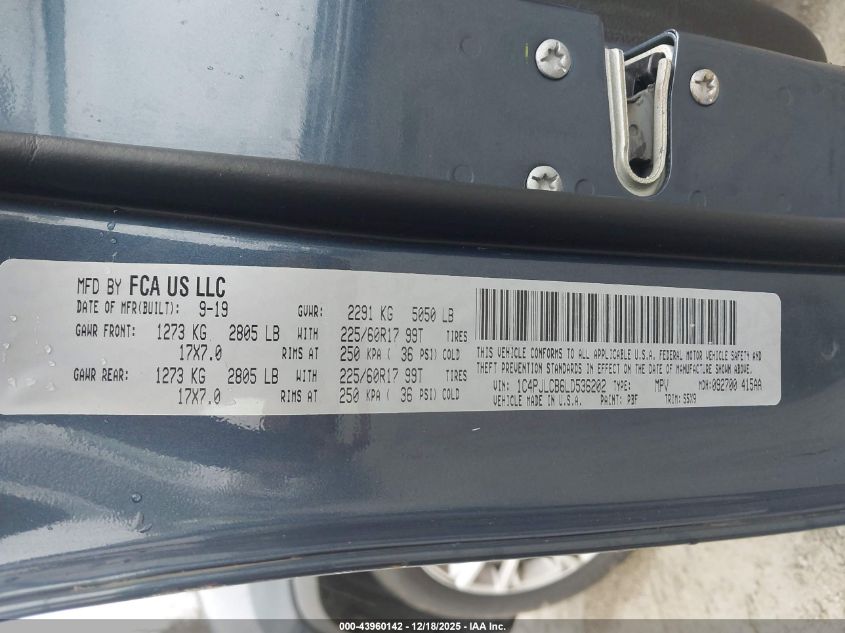 MFD BY FCA US LLC
DATE OF MFR(BUILT): 9-19 GVWR: 2291 KG 5050 LB
GAWR FRONT: 1273 KG 2805 LB WITH 225/60R17 99T TIRES
17X7.0 RIMS AT 250 KPA ( 36 PSI) COLD
GAWR REAR: 1273 KG 2805 LB WITH 225/60R17 99T TIRES
17X7.0 RIMS AT 250 KPA ( 36 PSI) COLD
THIS VEHICLE CONFORMS TO ALL APPLICABLE U.S.A. FEDERAL MOTOR VEHICLE SAFETY AND
THEFT PREVENTION STANDARDS IN EFFECT ON THE DATE OF MANUFACTURE SHOWN ABOVE.
VIN: 1C4PJLCB6LD536202 TYPE: MPV MDH: 092700 415AA
VEHICLE MADE IN U.S.A. PAINT: PBF TRIM: S5X9
000-43960142 / 12/18/2025 - IAA Inc.